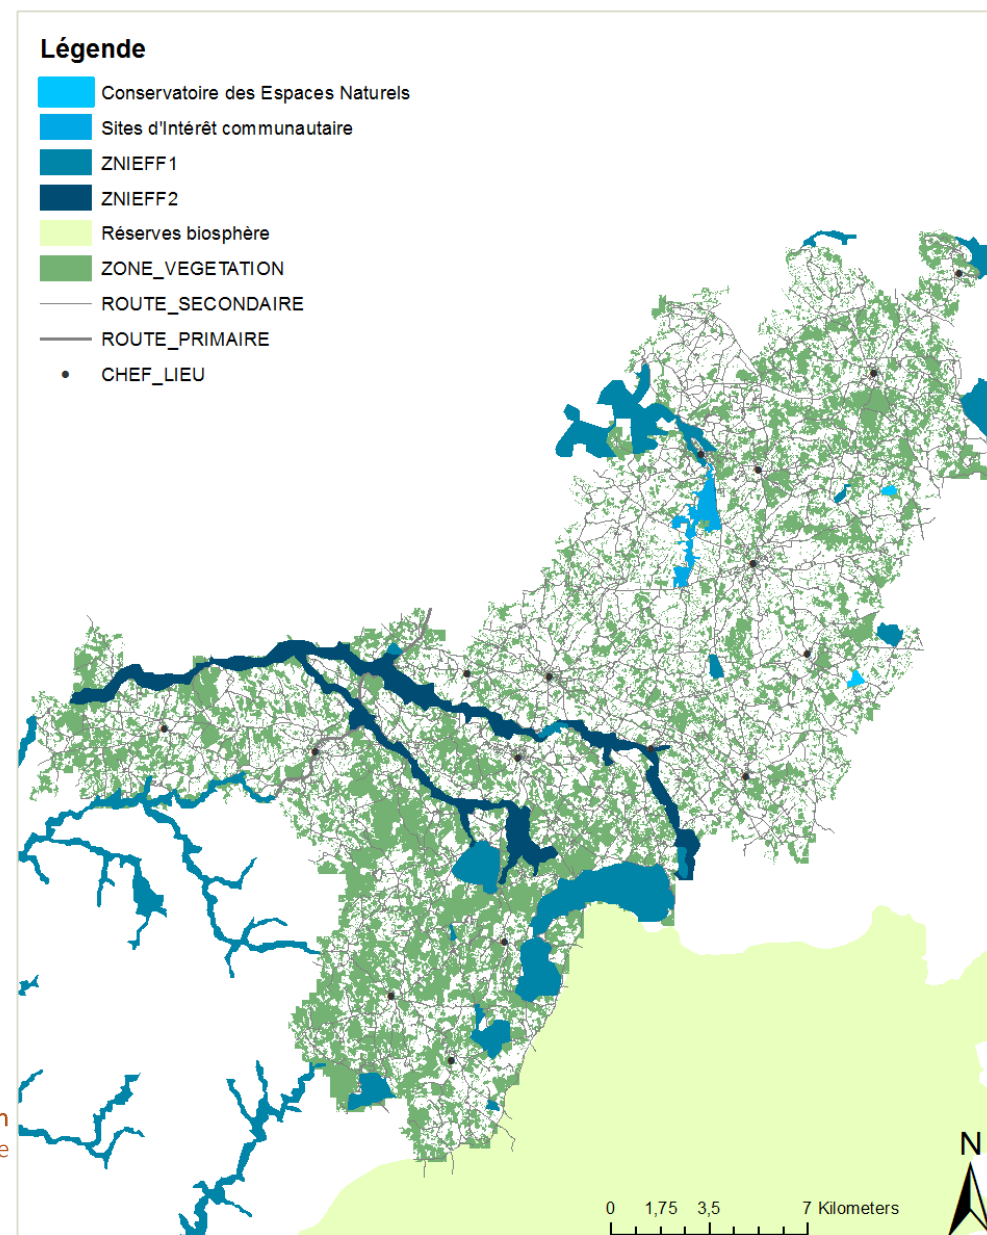 Légende
Conservatoire des Espaces Naturels
Sites d'Intérêt communautaire
ZNIEFF1
ZNIEFF2
Réserves biosphère
ZONE_VEGETATION
ROUTE_SECONDAIRE
ROUTE_PRIMAIRE
CHEF_LIEU
n
e
N
0 1,75 3,5 7 Kilometers